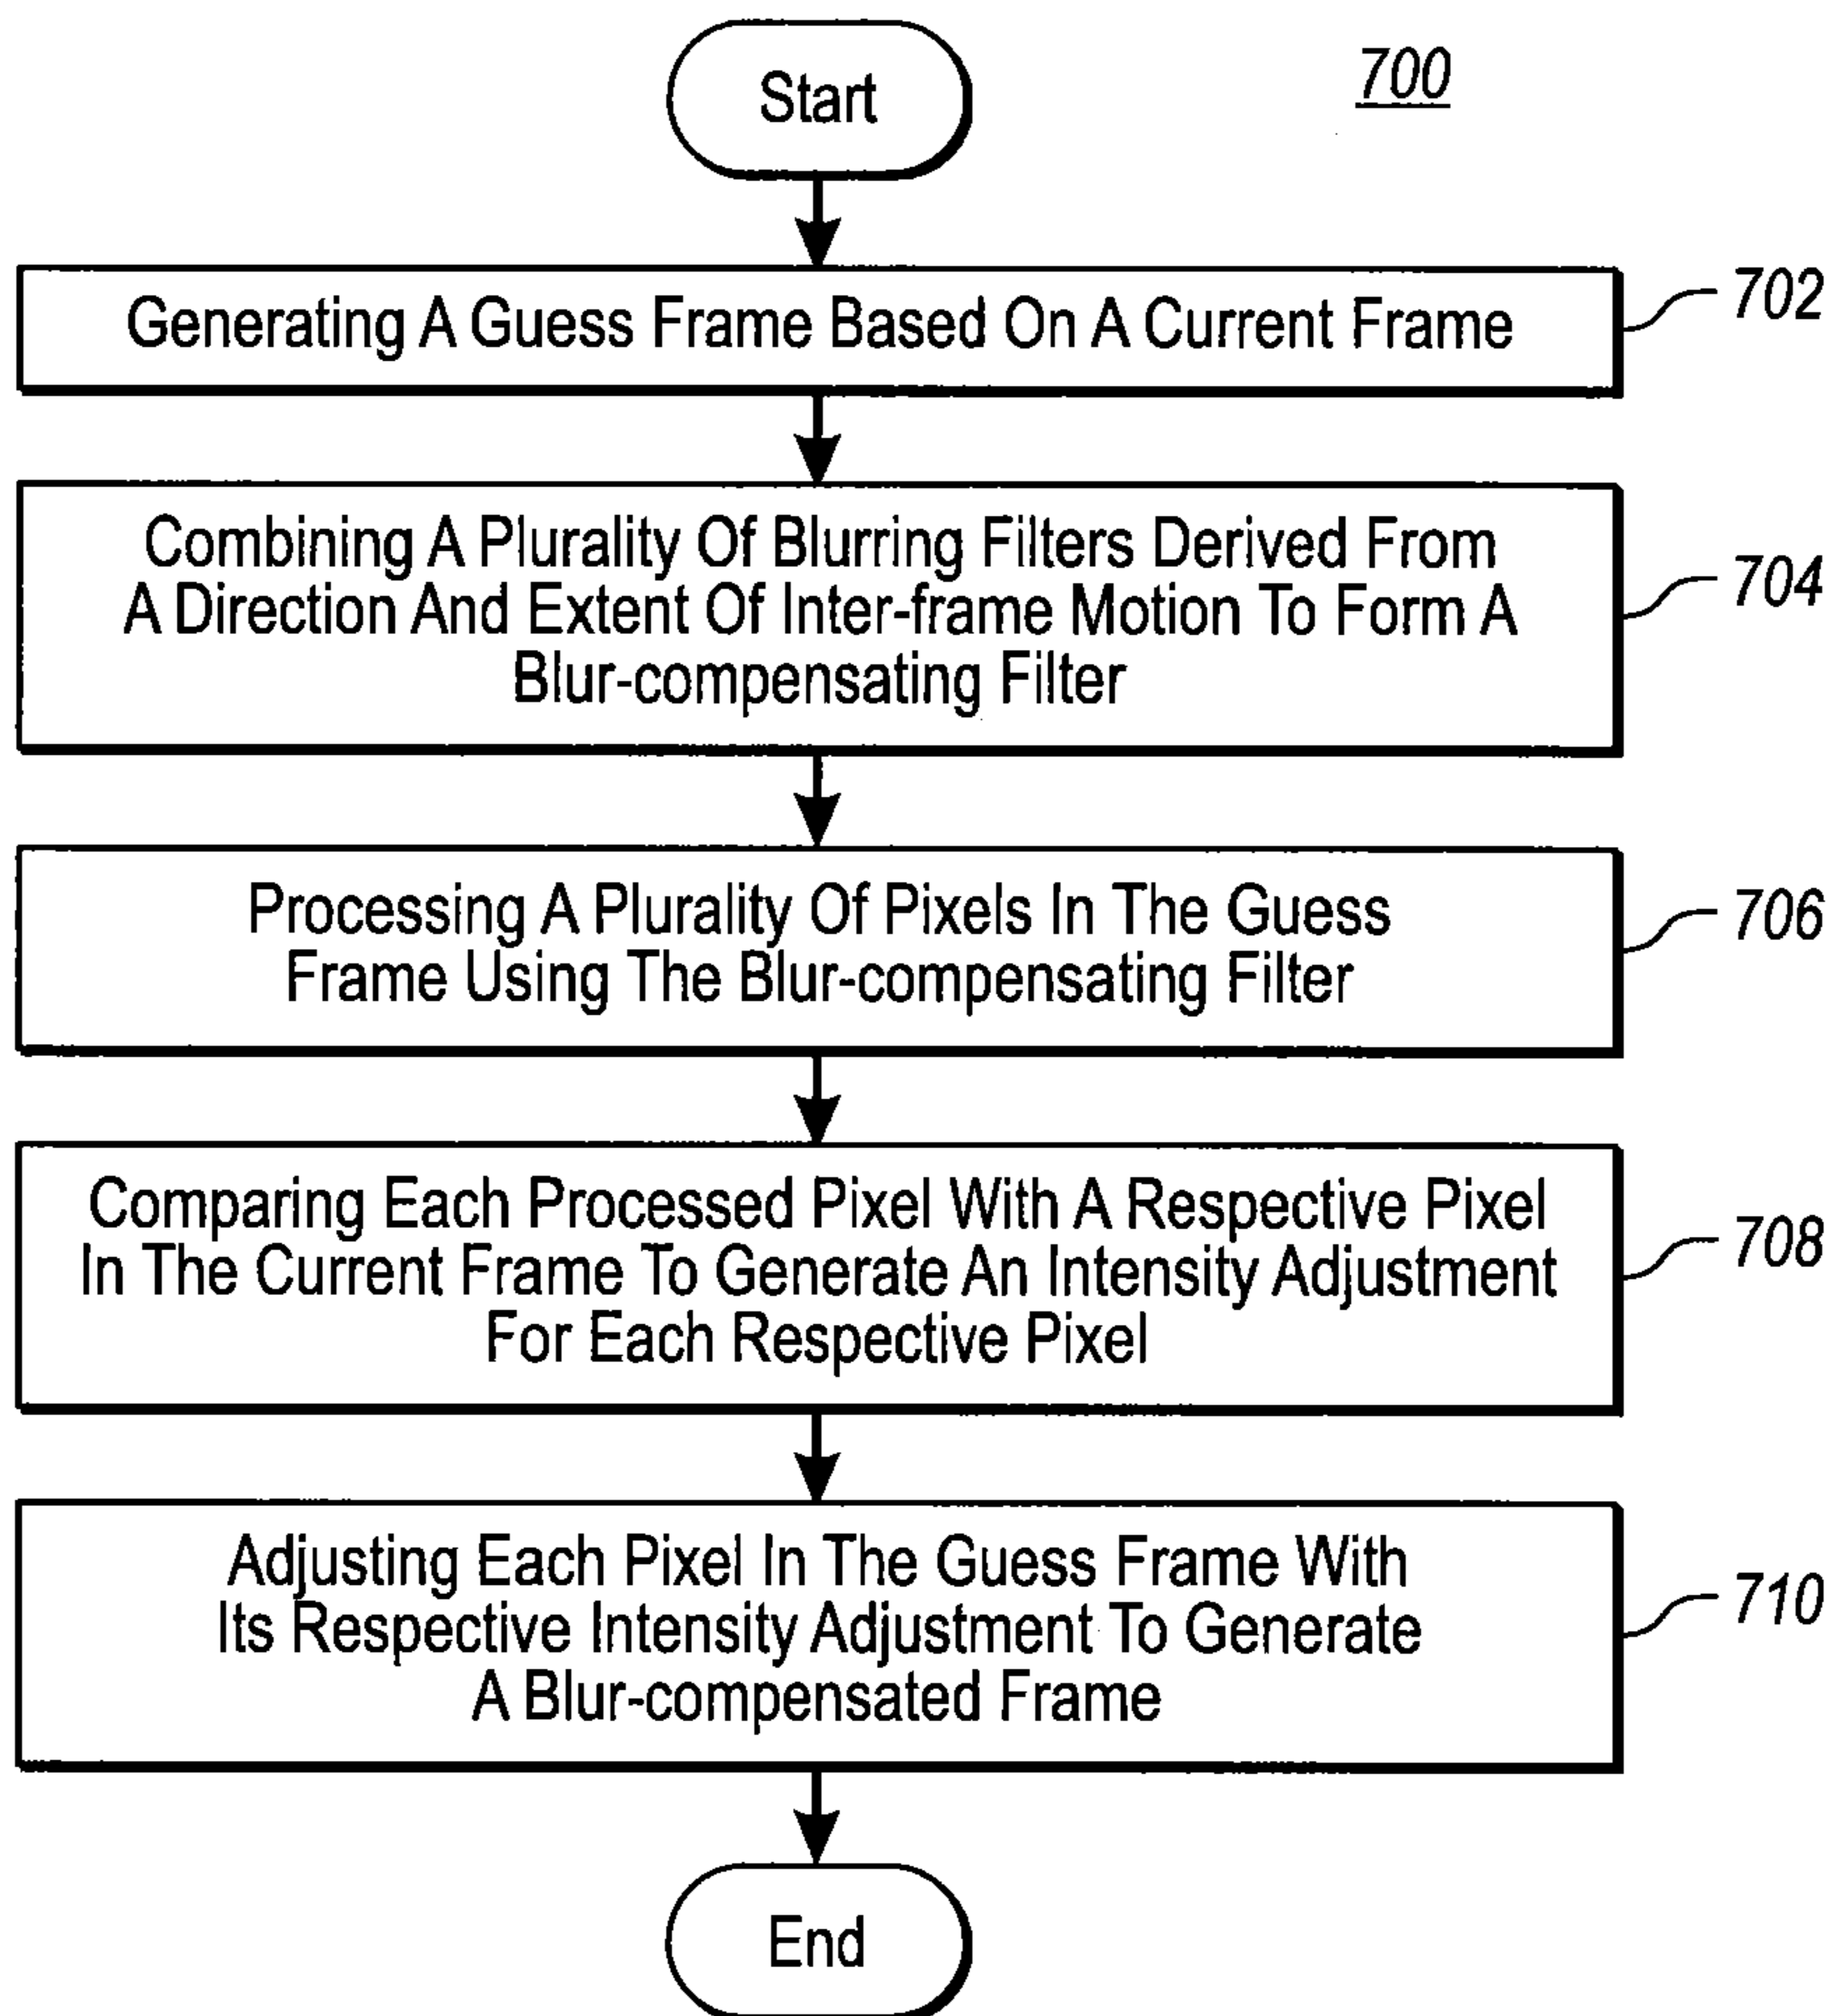 Start
700
Generating A Guess Frame Based On A Current Frame
702
Combining A Plurality Of Blurring Filters Derived From
A Direction And Extent Of Inter-frame Motion To Form A
Blur-compensating Filter
704
Processing A Plurality Of Pixels In The Guess
Frame Using The Blur-compensating Filter
706
Comparing Each Processed Pixel With A Respective Pixel
In The Current Frame To Generate An Intensity Adjustment
For Each Respective Pixel
708
Adjusting Each Pixel In The Guess Frame With
Its Respective Intensity Adjustment To Generate
A Blur-compensated Frame
710
End